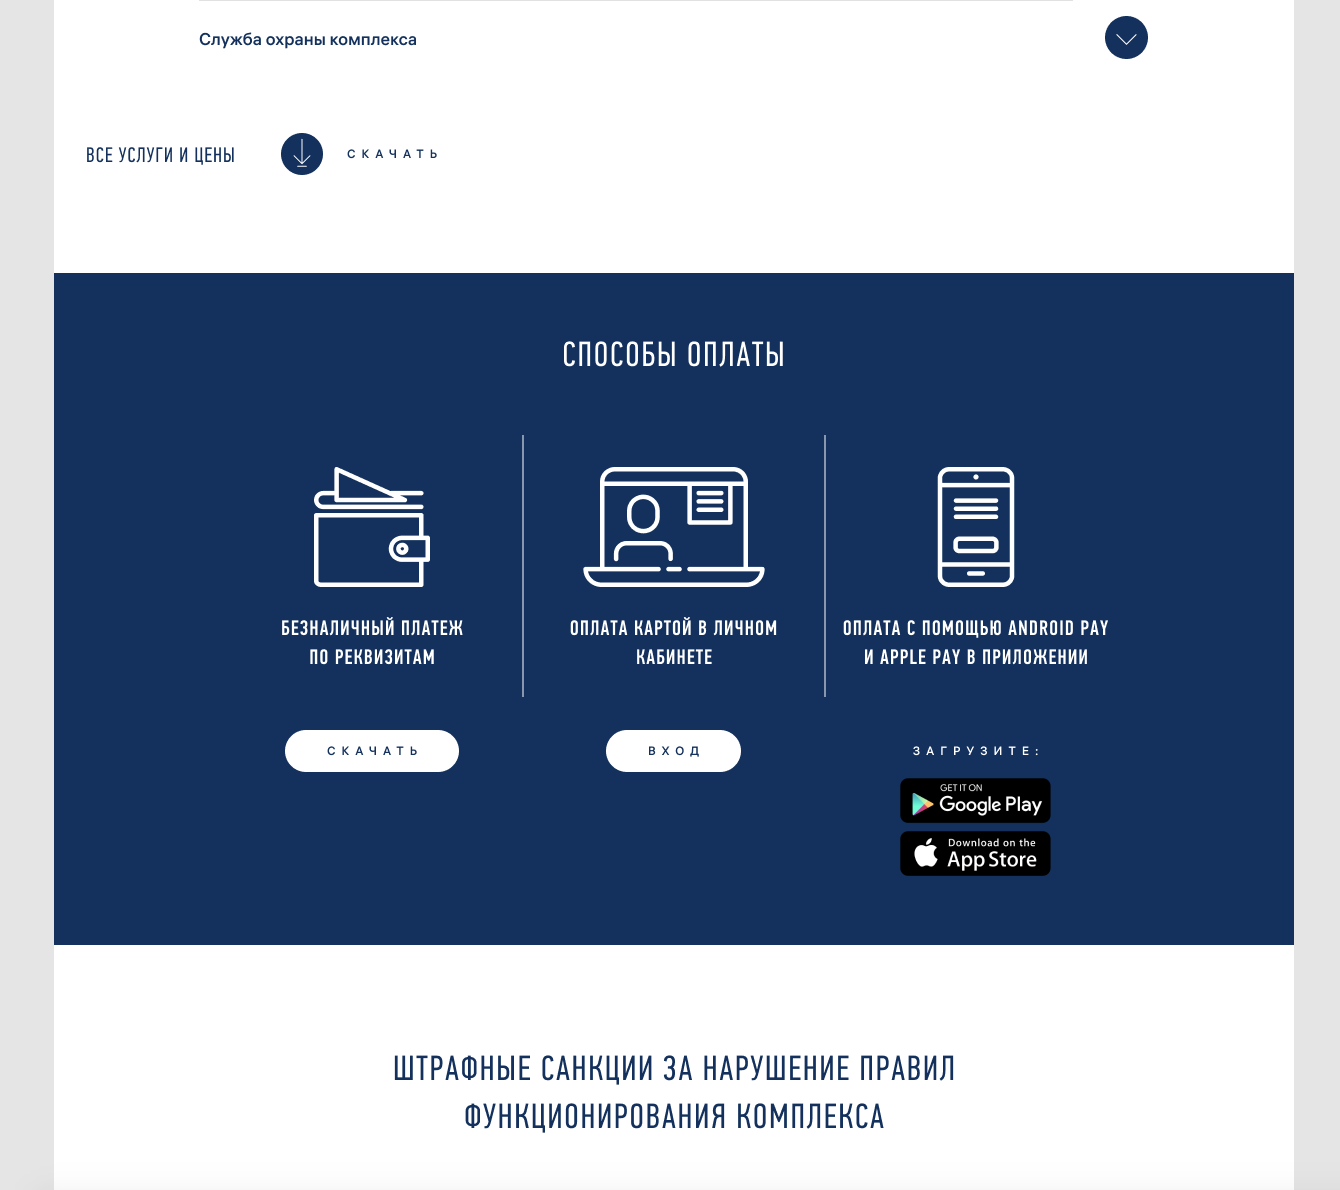 Служба охраны комплекса
ВСЕ УСЛУГИ И ЦЕНЫ
СКАЧАТЬ
СПОСОБЫ ОПЛАТЫ
БЕЗНАЛИЧНЫЙ ПЛАТЕЖ
ПО РЕКВИЗИТАМ
СКАЧАТЬ
ОПЛАТА КАРТОЙ В ЛИЧНОМ
КАБИНЕТЕ
ВХОД
ОПЛАТА С ПОМОЩЬЮ ANDROID PAY
И APPLE PAY В ПРИЛОЖЕНИИ
ЗАГРУЗИТЕ:
GET IT ON
Google Play
Download on the
App Store
ШТРАФНЫЕ САНКЦИИ ЗА НАРУШЕНИЕ ПРАВИЛ
ФУНКЦИОНИРОВАНИЯ КОМПЛЕКСА